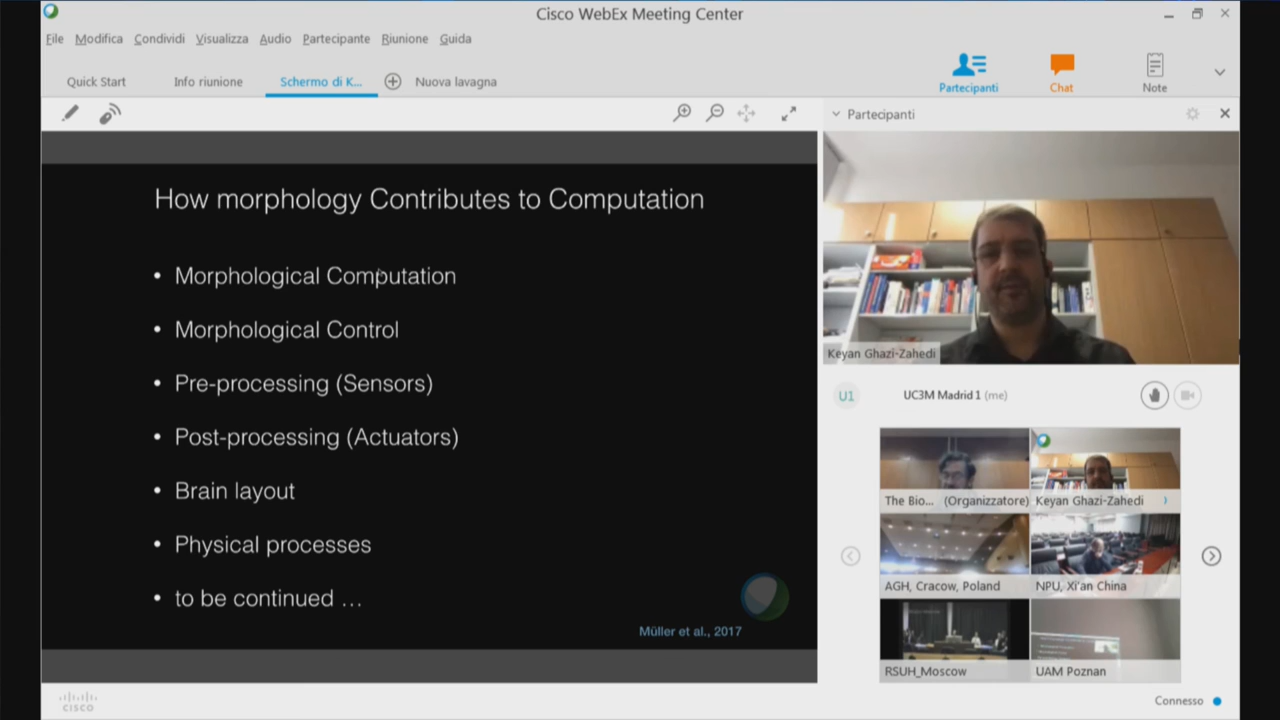 Cisco WebEx Meeting Center
File Modifica Condividi Visualizza Audio Partecipante Riunione Guida
Quick Start Info riunione Schermo di K... Nuova lavagna
Partecipanti Chat Note
Partecipanti
How morphology Contributes to Computation
• Morphological Computation
• Morphological Control
• Pre-processing (Sensors)
• Post-processing (Actuators)
• Brain layout
• Physical processes
• to be continued ...
Müller et al., 2017
Keyan Ghazi-Zahedi
U1 UC3M Madrid 1 (me)
The Bio... (Organizzatore) Keyan Ghazi-Zahedi
AGH, Cracow, Poland NPU, Xi'an China
RSUH_Moscow UAM Poznan
CISCO
Connesso